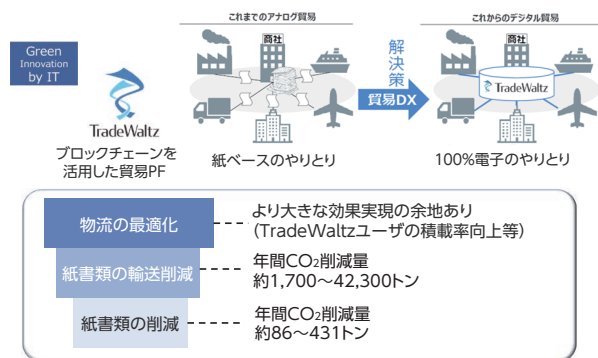 Green
Innovation
by IT
TradeWaltz
ブロックチェーンを
活用した貿易PF
これまでのアナログ貿易
商社
紙ベースのやりとり
解決策
貿易DX
これからのデジタル貿易
商社
TradeWaltz
100%電子のやりとり
物流の最適化
より大きな効果実現の余地あり
(TradeWaltzユーザの積載率向上等)
紙書類の輸送削減
年間CO₂削減量
約1,700～42,300トン
紙書類の削減
年間CO₂削減量
約86～431トン